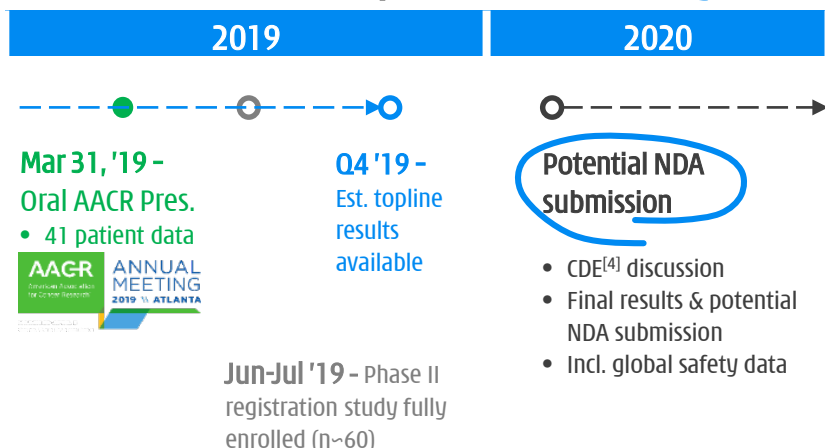 2019
2020
Mar 31, '19 –
Oral AACR Pres.
• 41 patient data
AACR
American Association
for Cancer Research
ANNUAL
MEETING
2019 \\ ATLANTA
Q4 '19 –
Est. topline
results
available
Jun-Jul '19 – Phase II
registration study fully
enrolled (n~60)
Potential NDA
submission
• CDE[4] discussion
• Final results & potential
NDA submission
• Incl. global safety data